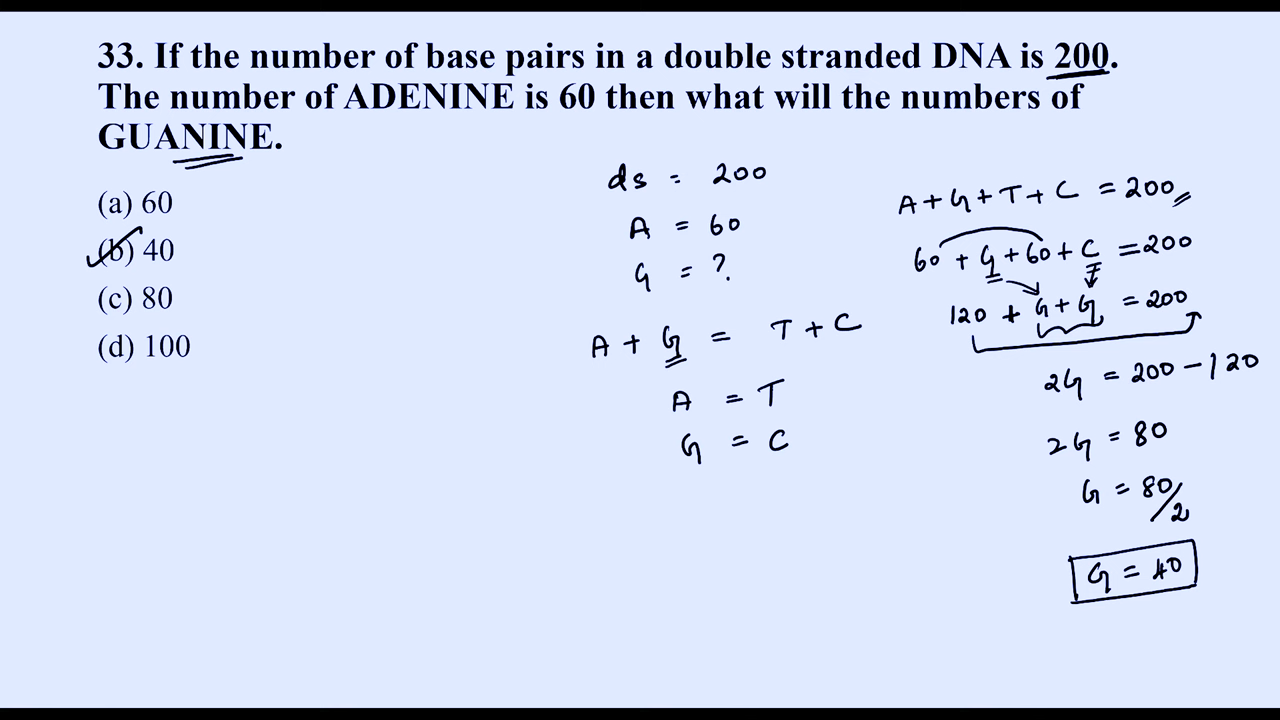 33. If the number of base pairs in a double stranded DNA is 200.
The number of ADENINE is 60 then what will the numbers of
GUANINE.
(a) 60
(b) 40
(c) 80
(d) 100
ds = 200
A = 60
G = ?
A + G = T + C
A = T
G = C
A + G + T + C = 200
60 + G + 60 + C = 200
120 + G + G = 200
2G = 200 - 120
2G = 80
G = 80/2
G = 40